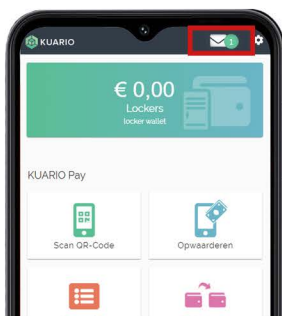 KUARIO
1
€ 0,00
Lockers
locker wallet
KUARIO Pay
Scan QR-Code
Opwaarderen